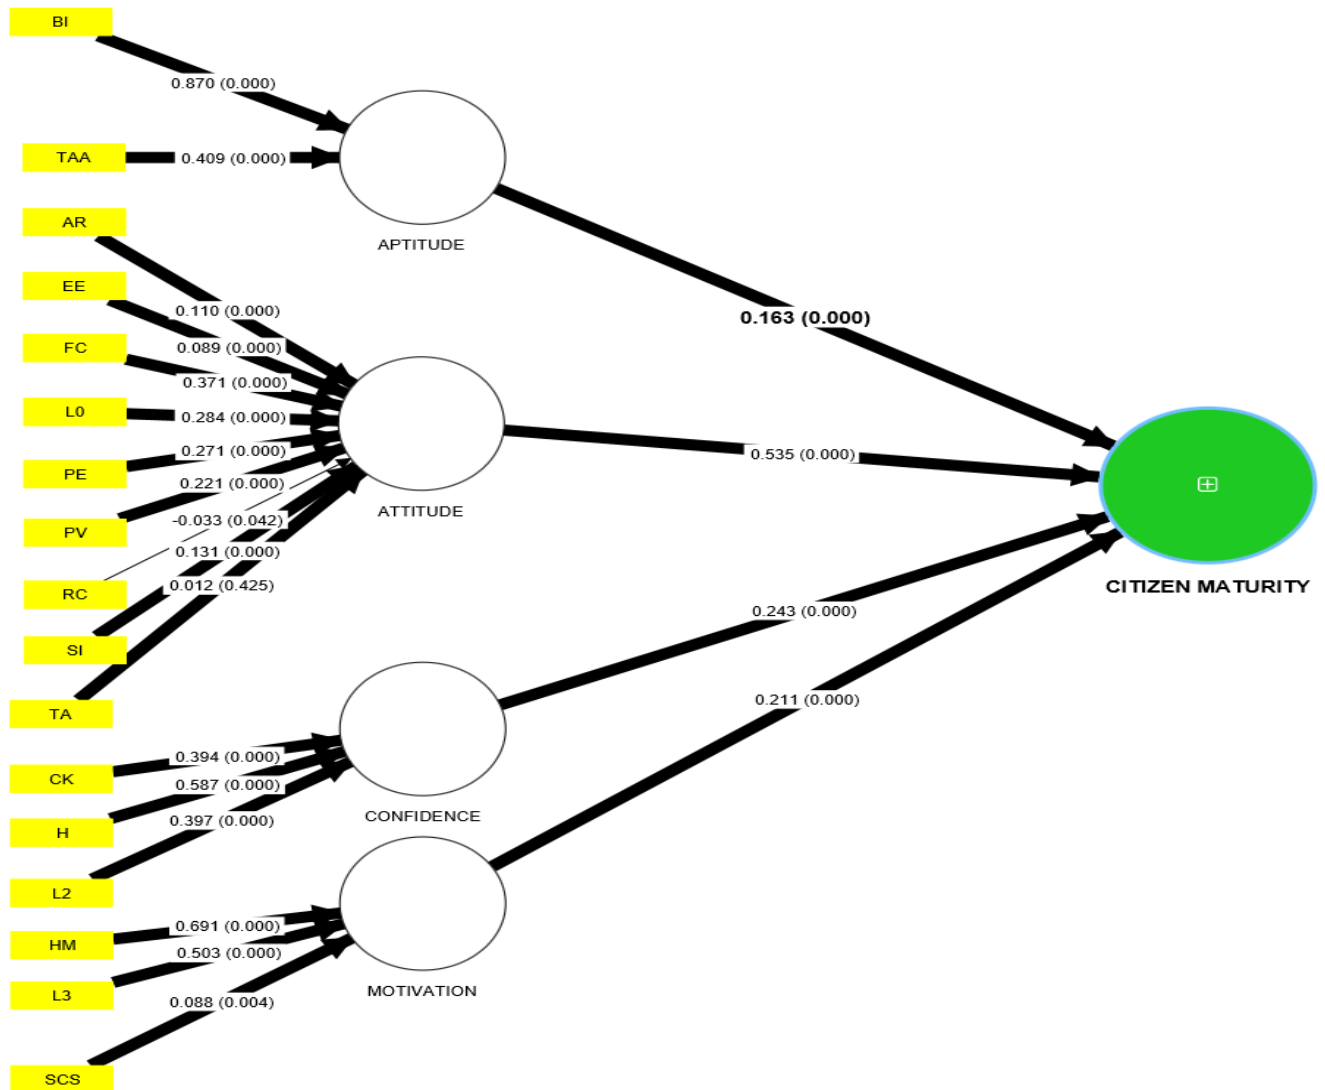 BI
0.870 (0.000)
TAA
0.409 (0.000)
APTITUDE
AR
0.110 (0.000)
EE
0.089 (0.000)
FC
0.371 (0.000)
L0
0.284 (0.000)
PE
0.271 (0.000)
PV
0.221 (0.000)
RC
-0.033 (0.042)
SI
0.131 (0.000)
TA
0.012 (0.425)
ATTITUDE
CK
0.394 (0.000)
H
0.587 (0.000)
L2
0.397 (0.000)
CONFIDENCE
HM
0.691 (0.000)
L3
0.503 (0.000)
SCS
0.088 (0.004)
MOTIVATION
0.163 (0.000)
0.535 (0.000)
0.243 (0.000)
0.211 (0.000)
CITIZEN MATURITY